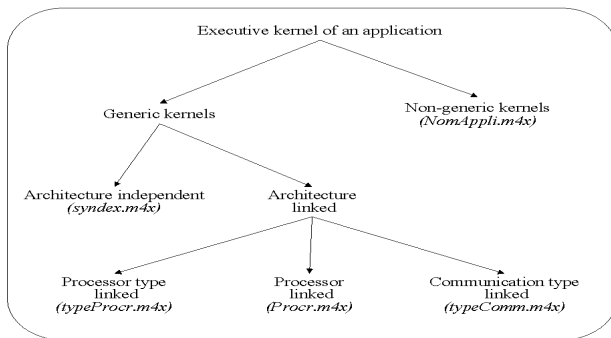 Executive kernel of an application
Generic kernels
Non-generic kernels
(NomAppli.m4x)
Architecture independent
(syndex.m4x)
Architecture
linked
Processor type
linked
(typeProcr.m4x)
Processor
linked
(Procr.m4x)
Communication type
linked
(typeComm.m4x)